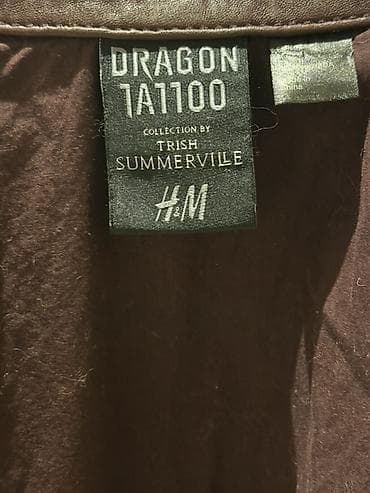 DRAGON
TATTOO
COLLECTION BY
TRISH
SUMMERVILLE
H&M